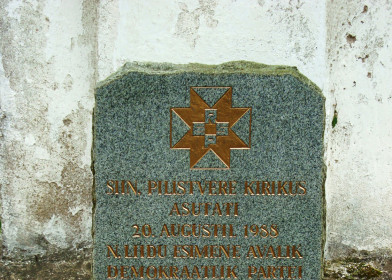 SIIN, PILISTVERE KIRIKUS
ASUTATI
20. AUGUSTIL 1988
N.LIIDU ESIMENE AVALIK
DEMOKRAATLIK PARTEI